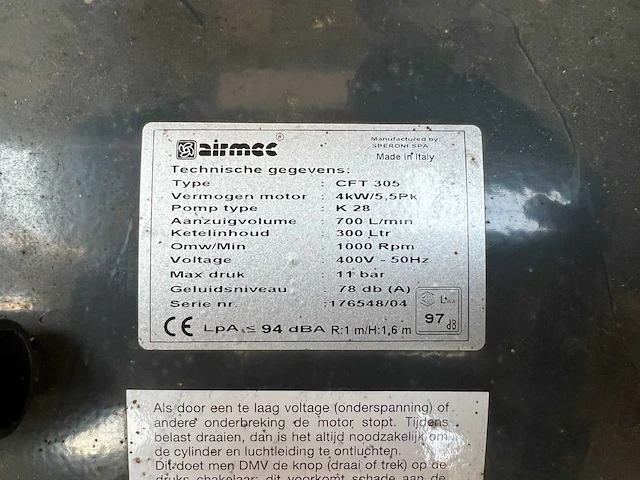 airmec ®
Manufactured by
SPERONI SPA
Made in Italy
Technische gegevens:
Type : CFT 305
Vermogen motor : 4kW/5,5Pk
Pomp type : K 28
Aanzuigvolume : 700 L/min
Ketelinhoud : 300 Ltr
Omw/Min : 1000 Rpm
Voltage : 400V - 50Hz
Max druk : 11 bar
Geluidsniveau : 78 db (A)
Serie nr. : 176548/04
CE LpA ≤ 94 dBA R:1 m/H:1,6 m
97 dB
Als door een te laag voltage (onderspanning) of
andere onderbreking de motor stopt. Tijdens
belast draaien, dan is het altijd noodzakelijk om
de cylinder en luchtleiding te ontluchten.
Dit doet men DMV de knop (draai of trek) op de
druks chakelaar: dit voorkomt schade aan de